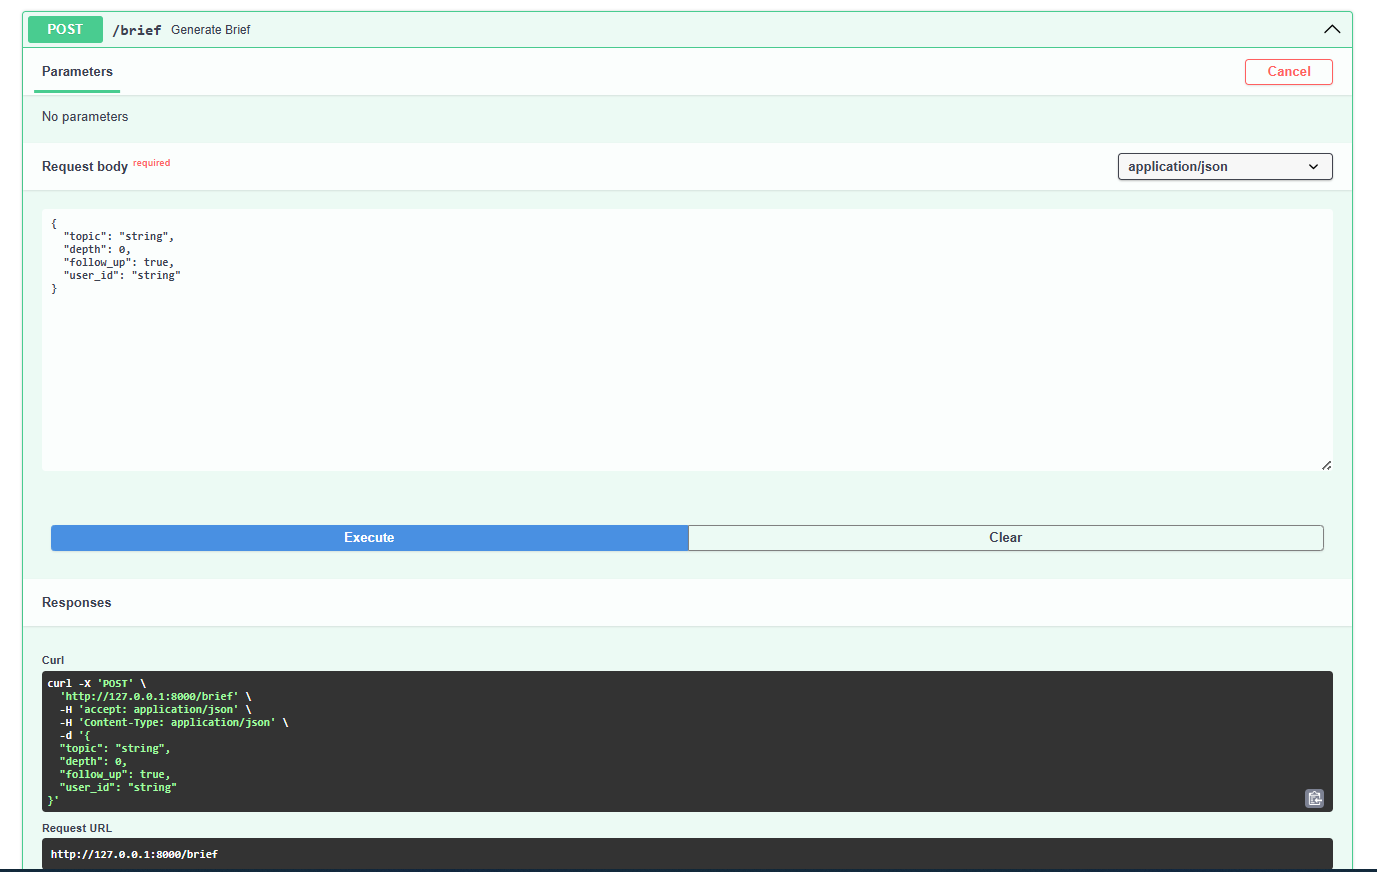 POST /brief Generate Brief
Parameters
Cancel
No parameters
Request body required
application/json
{
  "topic": "string",
  "depth": 0,
  "follow_up": true,
  "user_id": "string"
}
Execute
Clear
Responses
Curl
curl -X 'POST' \
  'http://127.0.0.1:8000/brief' \
  -H 'accept: application/json' \
  -H 'Content-Type: application/json' \
  -d '{
  "topic": "string",
  "depth": 0,
  "follow_up": true,
  "user_id": "string"
}'
Request URL
http://127.0.0.1:8000/brief